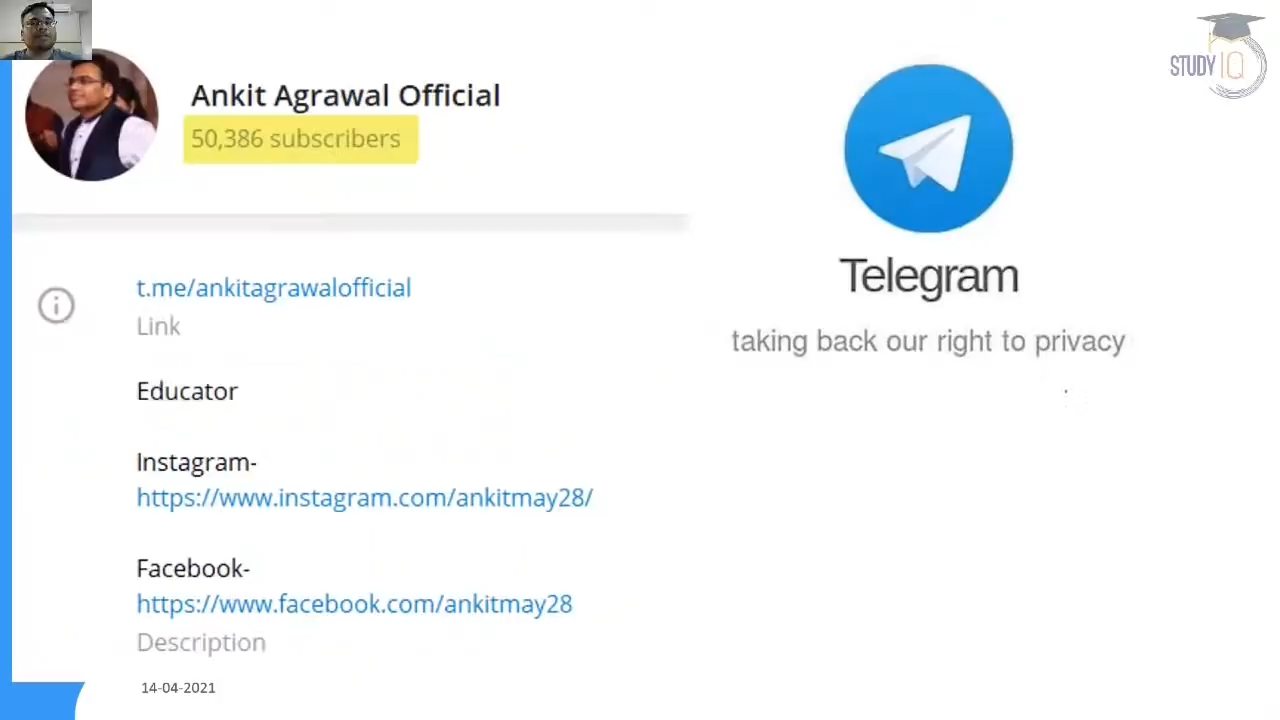 Ankit Agrawal Official
50,386 subscribers
t.me/ankitagrawalofficial
Link
Educator
Instagram-
https://www.instagram.com/ankitmay28/
Facebook-
https://www.facebook.com/ankitmay28
Description
14-04-2021
STUDY IQ
Telegram
taking back our right to privacy